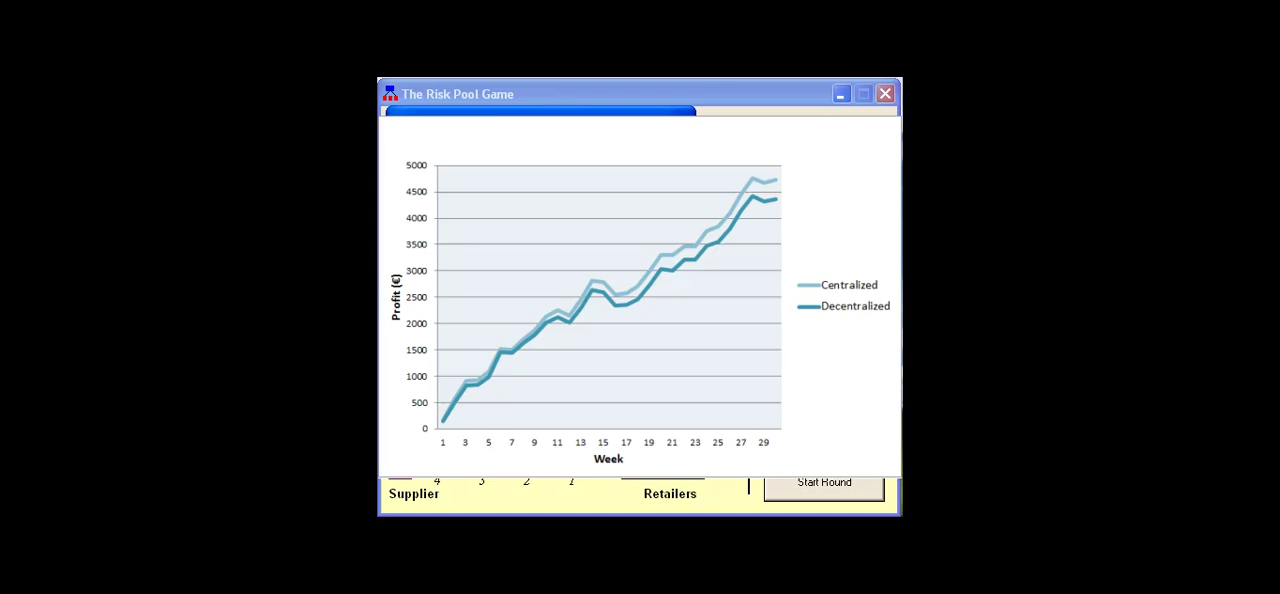 The Risk Pool Game
5000
4500
4000
3500
3000
2500
2000
1500
1000
500
0
Profit (€)
1 3 5 7 9 11 13 15 17 19 21 23 25 27 29
Week
Centralized
Decentralized
4 3 2 1
Supplier
Retailers
Start Round